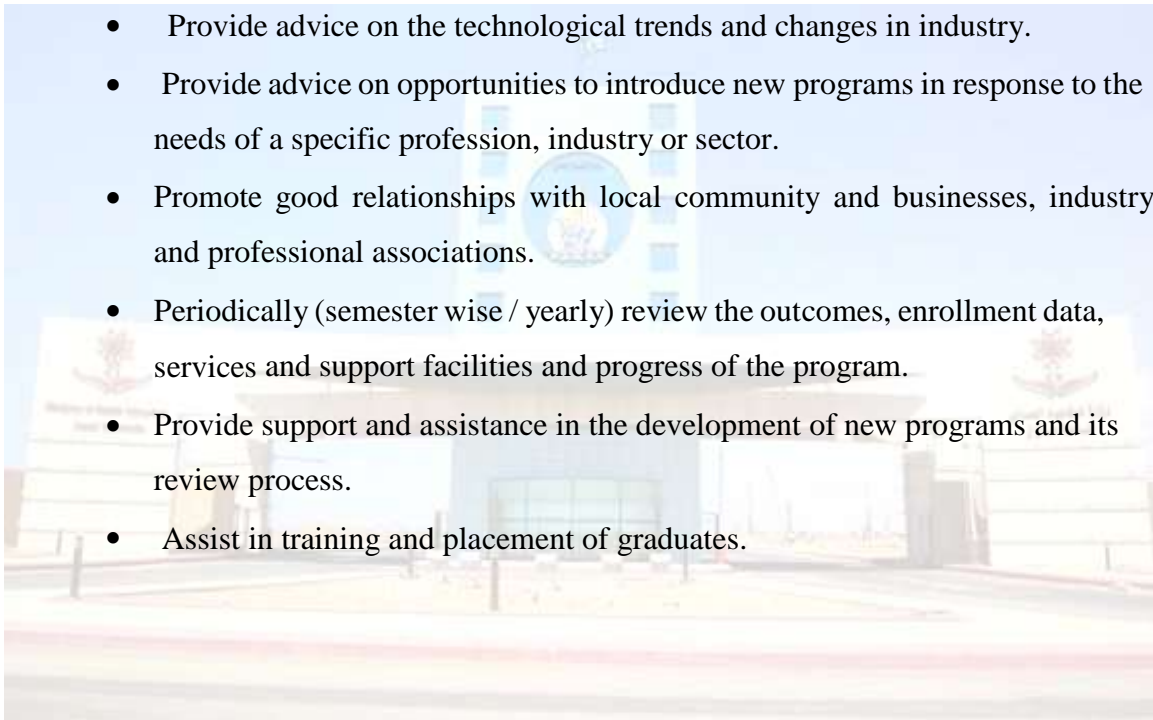 • Provide advice on the technological trends and changes in industry.
• Provide advice on opportunities to introduce new programs in response to the
needs of a specific profession, industry or sector.
• Promote good relationships with local community and businesses, industry
and professional associations.
• Periodically (semester wise / yearly) review the outcomes, enrollment data,
services and support facilities and progress of the program.
• Provide support and assistance in the development of new programs and its
review process.
• Assist in training and placement of graduates.